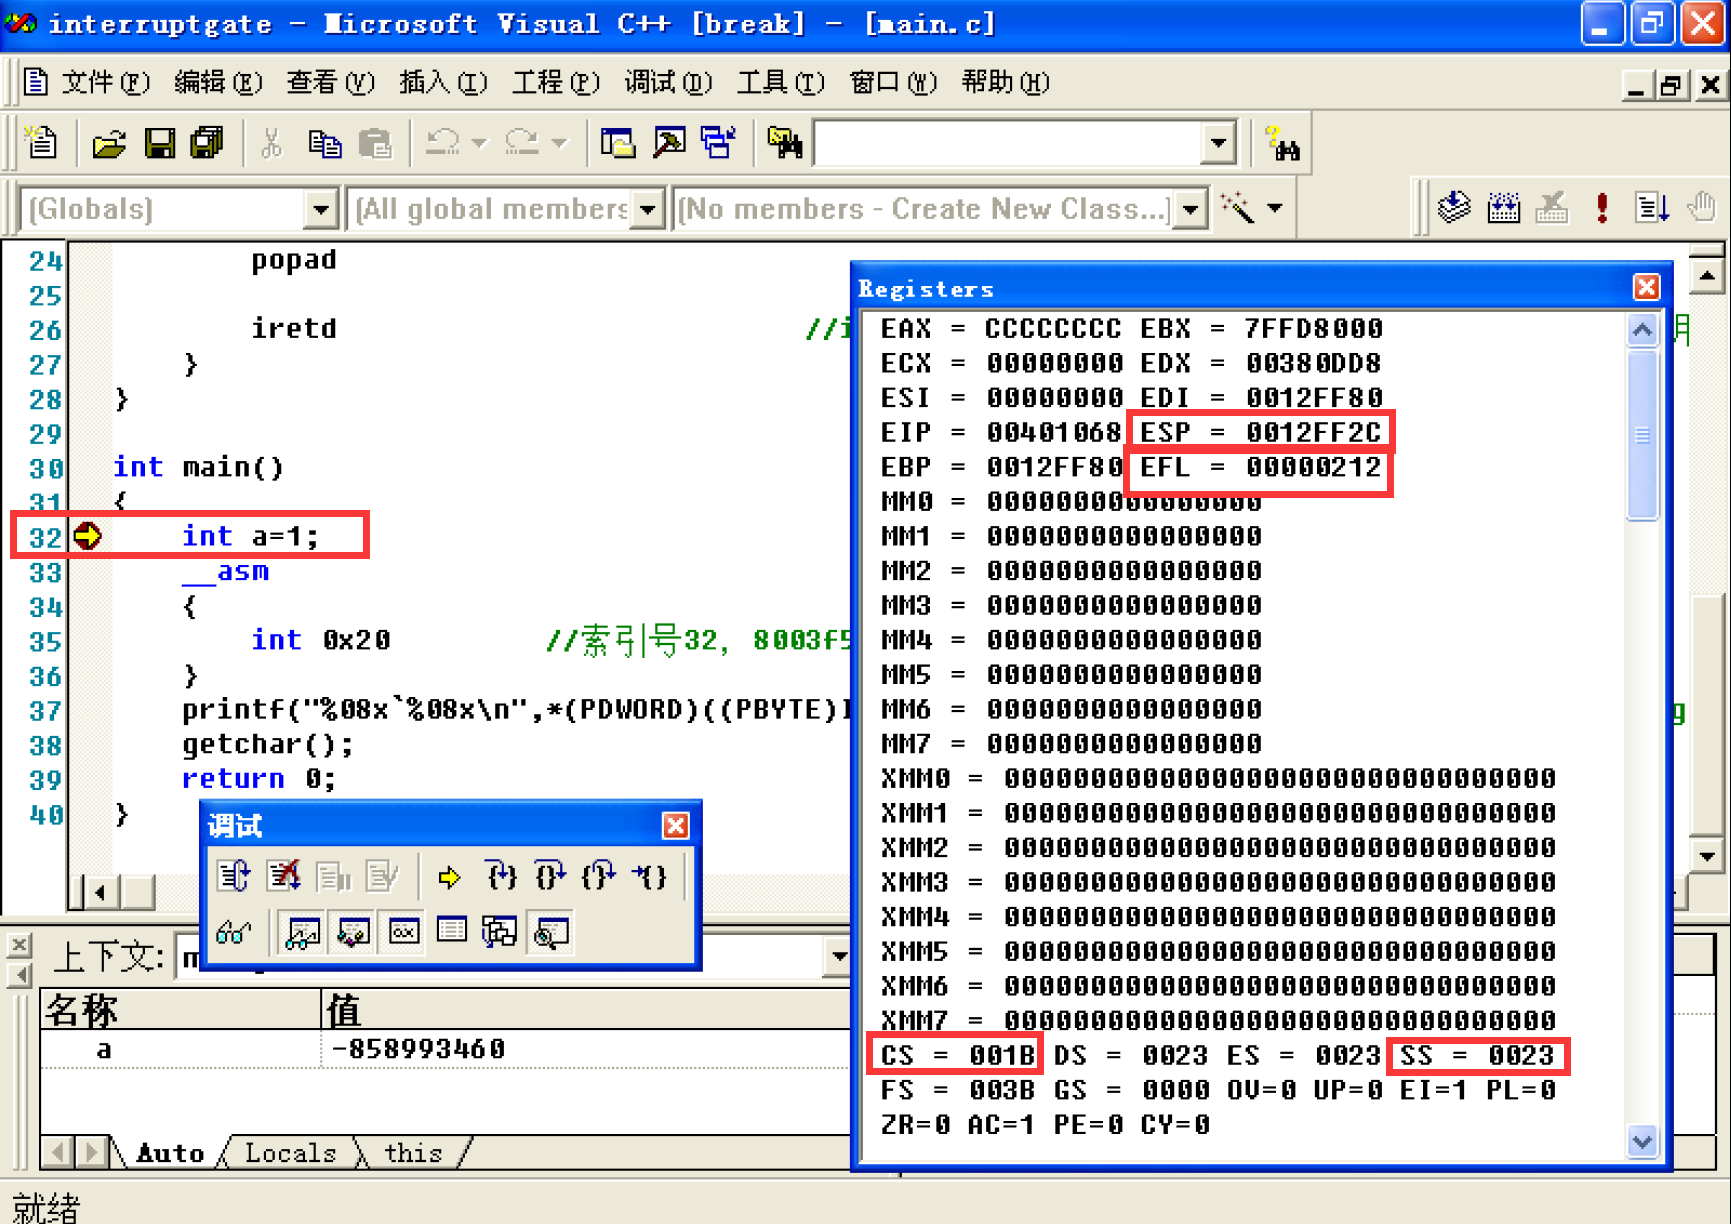 interruptgate - Microsoft Visual C++ [break] - [main.c]
文件(F) 编辑(E) 查看(V) 插入(I) 工程(P) 调试(D) 工具(T) 窗口(W) 帮助(H)
(Globals) (All global members (No members - Create New Class...)
24 popad
25
26 iretd //i
27 }
28 }
29
30 int main()
31 {
32 int a=1;
33 __asm
34 {
35 int 0x20 //索引号32, 8003f5
36 }
37 printf("%08x`%08x\n",*(PDWORD)((PBYTE)I
38 getchar();
39 return 0;
40 }
Registers
EAX = CCCCCCCC EBX = 7FFD8000
ECX = 00000000 EDX = 00380DD8
ESI = 00000000 EDI = 0012FF80
EIP = 00401068 ESP = 0012FF2C
EBP = 0012FF80 EFL = 00000212
MM0 = 0000000000000000
MM1 = 0000000000000000
MM2 = 0000000000000000
MM3 = 0000000000000000
MM4 = 0000000000000000
MM5 = 0000000000000000
MM6 = 0000000000000000
MM7 = 0000000000000000
XMM0 = 00000000000000000000000000000000
XMM1 = 00000000000000000000000000000000
XMM2 = 00000000000000000000000000000000
XMM3 = 00000000000000000000000000000000
XMM4 = 00000000000000000000000000000000
XMM5 = 00000000000000000000000000000000
XMM6 = 00000000000000000000000000000000
XMM7 = 00000000000000000000000000000000
CS = 001B DS = 0023 ES = 0023 SS = 0023
FS = 003B GS = 0000 OV=0 UP=0 EI=1 PL=0
ZR=0 AC=1 PE=0 CY=0
调试
上下文:
名称 值
a -858993460
Auto Locals this
就绪